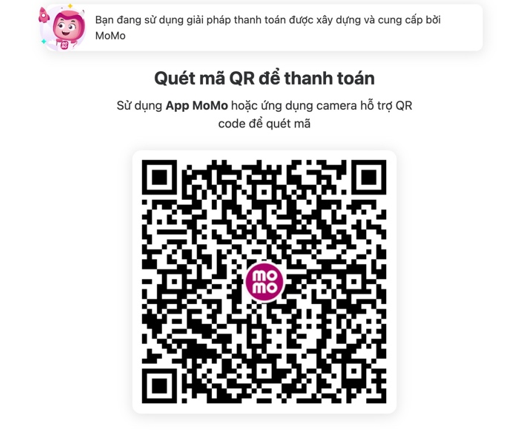 Bạn đang sử dụng giải pháp thanh toán được xây dựng và cung cấp bởi
MoMo
Quét mã QR để thanh toán
Sử dụng App MoMo hoặc ứng dụng camera hỗ trợ QR
code để quét mã
mo
mo